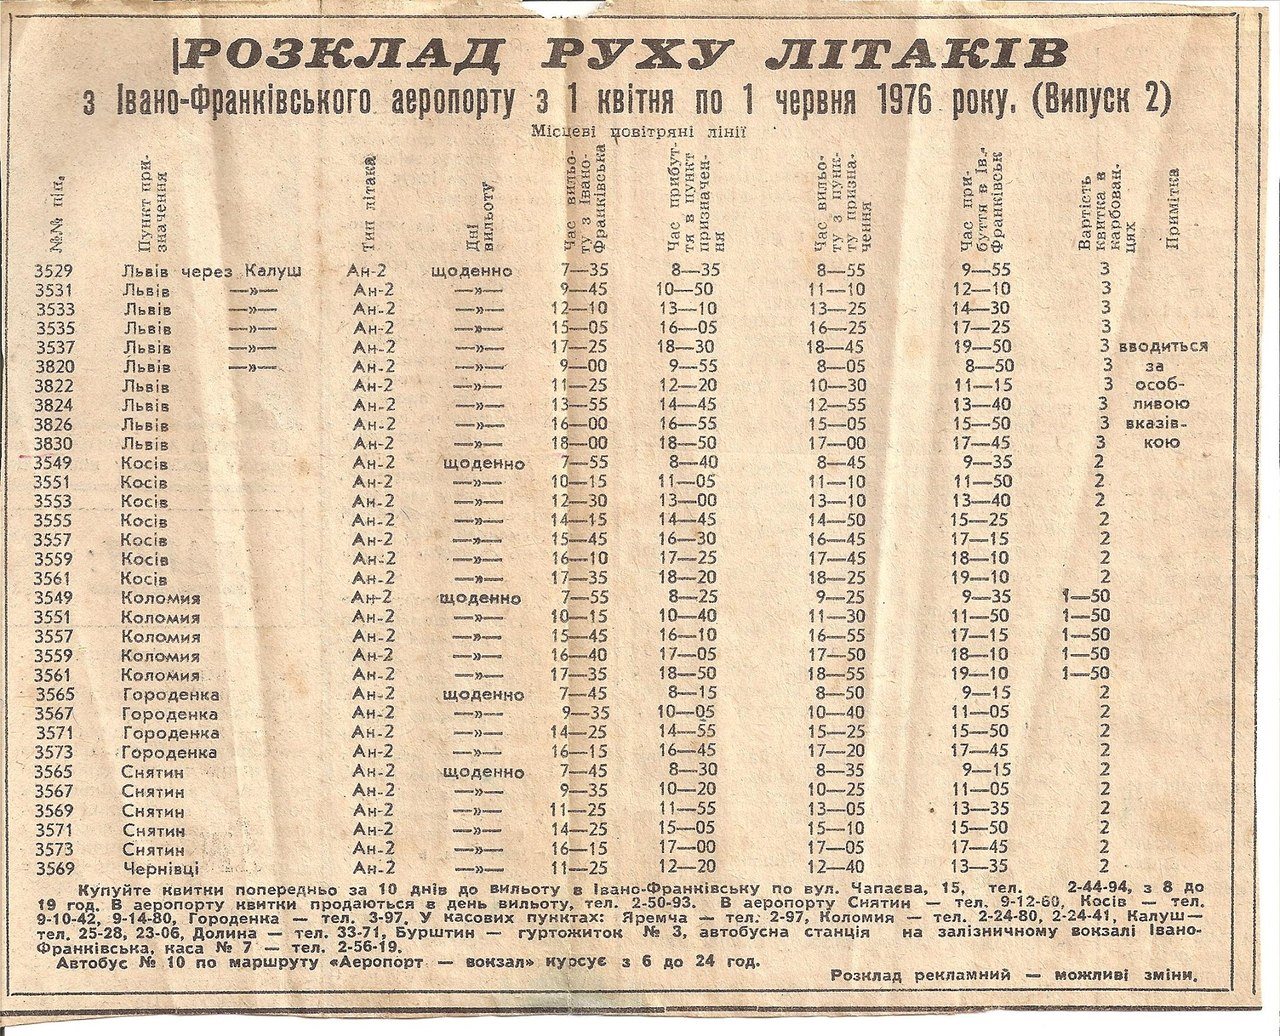 РОЗКЛАД РУХУ ЛІТАКІВ
з Івано-Франківського аеропорту з 1 квітня по 1 червня 1976 року. (Випуск 2)
Місцеві повітряні лінії
№№ п|п. Пункт при-значення Тип літака Дні вильоту Час вильо-ту з Івано-Франківська Час прибут-тя в пункт призначен-ня Час вильо-ту з пунк-ту призна-чення Час при-буття в Ів.-Франківськ Вартість квитка в карбован-цях Примітка
3529 Львів через Калуш Ан-2 щоденно 7—35 8—35 8—55 9—55 3
3531 Львів —»— Ан-2 —»— 9—45 10—50 11—10 12—10 3
3533 Львів —»— Ан-2 —»— 12—10 13—10 13—25 14—30 3
3535 Львів —»— Ан-2 —»— 15—05 16—05 16—25 17—25 3
3537 Львів —»— Ан-2 —»— 17—25 18—30 18—45 19—50 3 вводиться
3820 Львів —»— Ан-2 —»— 9—00 9—55 8—05 8—50 3 за
3822 Львів Ан-2 —»— 11—25 12—20 10—30 11—15 3 особ-
3824 Львів Ан-2 —»— 13—55 14—45 12—55 13—40 3 ливою
3826 Львів Ан-2 —»— 16—00 16—55 15—05 15—50 3 вказів-
3830 Львів Ан-2 —»— 18—00 18—50 17—00 17—45 3 кою
3549 Косів Ан-2 щоденно 7—55 8—40 8—45 9—35 2
3551 Косів Ан-2 —»— 10—15 11—05 11—10 11—50 2
3553 Косів Ан-2 —»— 12—30 13—00 13—10 13—40 2
3555 Косів Ан-2 —»— 14—15 14—45 14—50 15—25 2
3557 Косів Ан-2 —»— 15—45 16—30 16—45 17—15 2
3559 Косів Ан-2 —»— 16—10 17—25 17—45 18—10 2
3561 Косів Ан-2 —»— 17—35 18—20 18—25 19—10 2
3549 Коломия Ан-2 щоденно 7—55 8—25 9—25 9—35 1—50
3551 Коломия Ан-2 —»— 10—15 10—40 11—30 11—50 1—50
3557 Коломия Ан-2 —»— 15—45 16—10 16—55 17—15 1—50
3559 Коломия Ан-2 —»— 16—40 17—05 17—50 18—10 1—50
3561 Коломия Ан-2 —»— 17—35 18—50 18—55 19—10 1—50
3565 Городенка Ан-2 щоденно 7—45 8—15 8—50 9—15 2
3567 Городенка Ан-2 —»— 9—35 10—05 10—40 11—05 2
3571 Городенка Ан-2 —»— 14—25 14—55 15—25 15—50 2
3573 Городенка Ан-2 —»— 16—15 16—45 17—20 17—45 2
3565 Снятин Ан-2 щоденно 7—45 8—30 8—35 9—15 2
3567 Снятин Ан-2 —»— 9—35 10—20 10—25 11—05 2
3569 Снятин Ан-2 —»— 11—25 11—55 13—05 13—35 2
3571 Снятин Ан-2 —»— 14—25 15—05 15—10 15—50 2
3573 Снятин Ан-2 —»— 16—15 17—00 17—05 17—45 2
3569 Чернівці Ан-2 —»— 11—25 12—20 12—40 13—35 2
Купуйте квитки попередньо за 10 днів до вильоту в Івано-Франківську по вул. Чапаєва, 15, тел. 2-44-94, з 8 до
19 год. В аеропорту квитки продаються в день вильоту, тел. 2-50-93. В аеропорту Снятин — тел. 9-12-60, Косів — тел.
9-10-42, 9-14-80, Городенка — тел. 3-97. У касових пунктах: Яремча — тел. 2-97, Коломия — тел. 2-24-80, 2-24-41, Калуш—
тел. 25-28, 23-06, Долина — тел. 33-71, Бурштин — гуртожиток № 3, автобусна станція на залізничному вокзалі Івано-
Франківська, каса № 7 — тел. 2-56-19.
Автобус № 10 по маршруту «Аеропорт — вокзал» курсує з 6 до 24 год.
Розклад рекламний — можливі зміни.